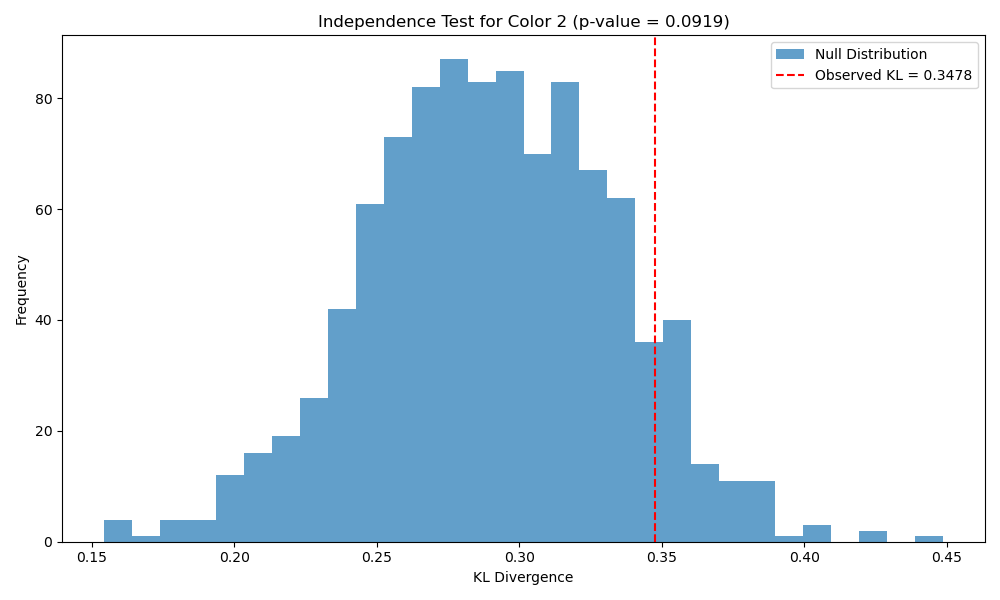 Independence Test for Color 2 (p-value = 0.0919)
Null Distribution
Observed KL = 0.3478
Frequency
80
60
40
20
0
0.15 0.20 0.25 0.30 0.35 0.40 0.45
KL Divergence